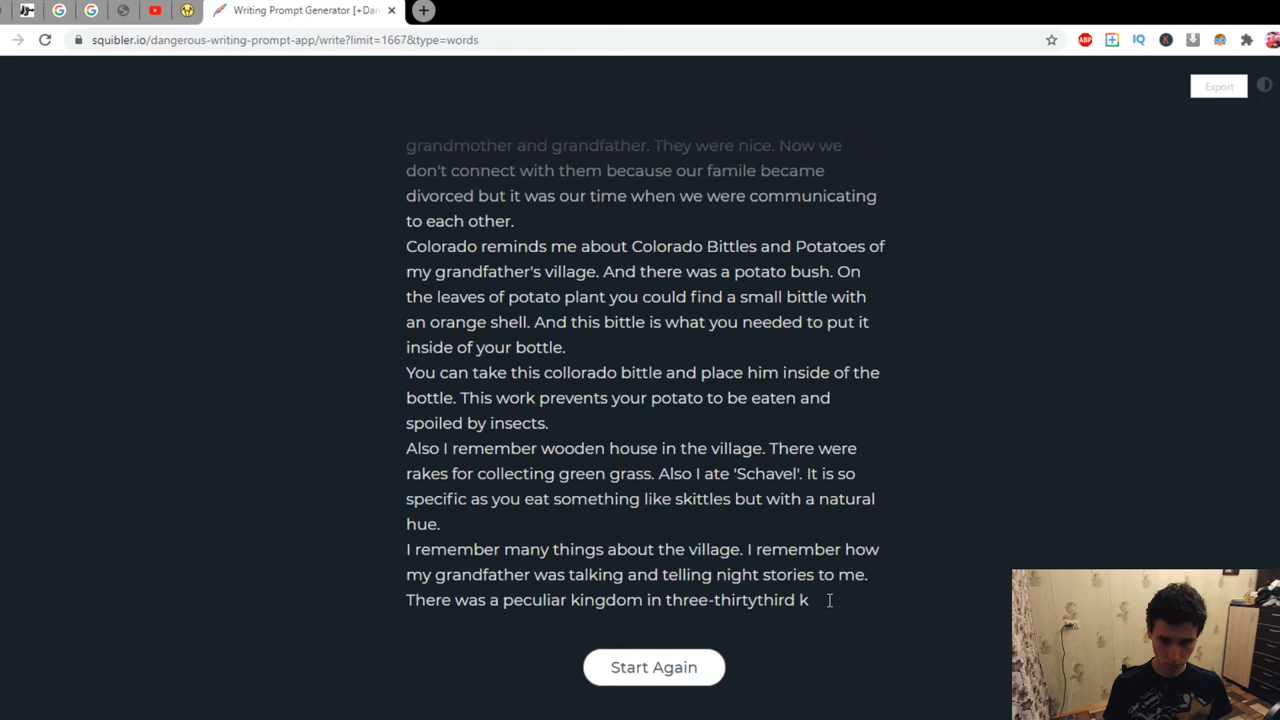 Writing Prompt Generator [+Dan
squibler.io/dangerous-writing-prompt-app/write?limit=1667&type=words
ABP
IQ
K
Export
grandmother and grandfather. They were nice. Now we
don't connect with them because our famile became
divorced but it was our time when we were communicating
to each other.
Colorado reminds me about Colorado Bittles and Potatoes of
my grandfather's village. And there was a potato bush. On
the leaves of potato plant you could find a small bittle with
an orange shell. And this bittle is what you needed to put it
inside of your bottle.
You can take this collorado bittle and place him inside of the
bottle. This work prevents your potato to be eaten and
spoiled by insects.
Also I remember wooden house in the village. There were
rakes for collecting green grass. Also I ate 'Schavel'. It is so
specific as you eat something like skittles but with a natural
hue.
I remember many things about the village. I remember how
my grandfather was talking and telling night stories to me.
There was a peculiar kingdom in three-thirtythird k
Start Again